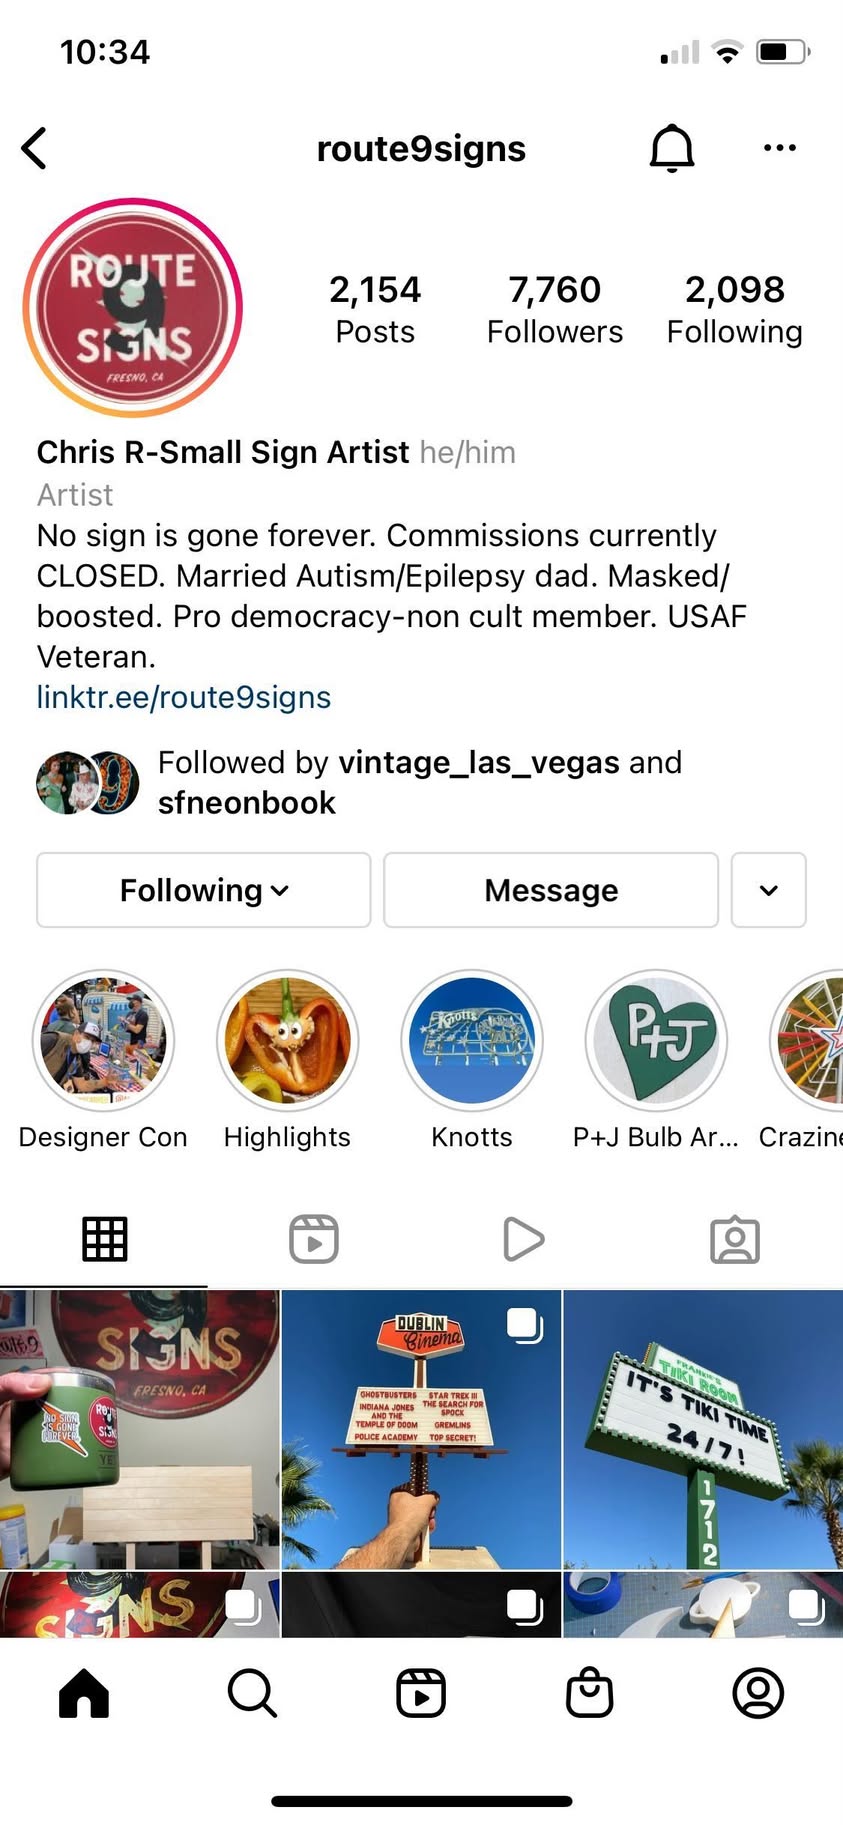 10:34
route9signs
ROUTE
9
SIGNS
FRESNO, CA
2,154
Posts
7,760
Followers
2,098
Following
Chris R-Small Sign Artist he/him
Artist
No sign is gone forever. Commissions currently
CLOSED. Married Autism/Epilepsy dad. Masked/
boosted. Pro democracy-non cult member. USAF
Veteran.
linktr.ee/route9signs
Followed by vintage_las_vegas and
sfneonbook
9
Following
Message
Knotts
P+J
Designer Con
Highlights
Knotts
P+J Bulb Ar...
Crazine
SIGNS
FRESNO, CA
NO SIGN
IS GONE
FOREVER
DUBLIN
Cinema
GHOSTBUSTERS
INDIANA JONES
AND THE
TEMPLE OF DOOM
POLICE ACADEMY
STAR TREK III
THE SEARCH FOR
SPOCK
GREMLINS
TOP SECRET!
FRANKIE'S
TIKI ROOM
IT'S TIKI TIME
24/7!
1712
SIGNS